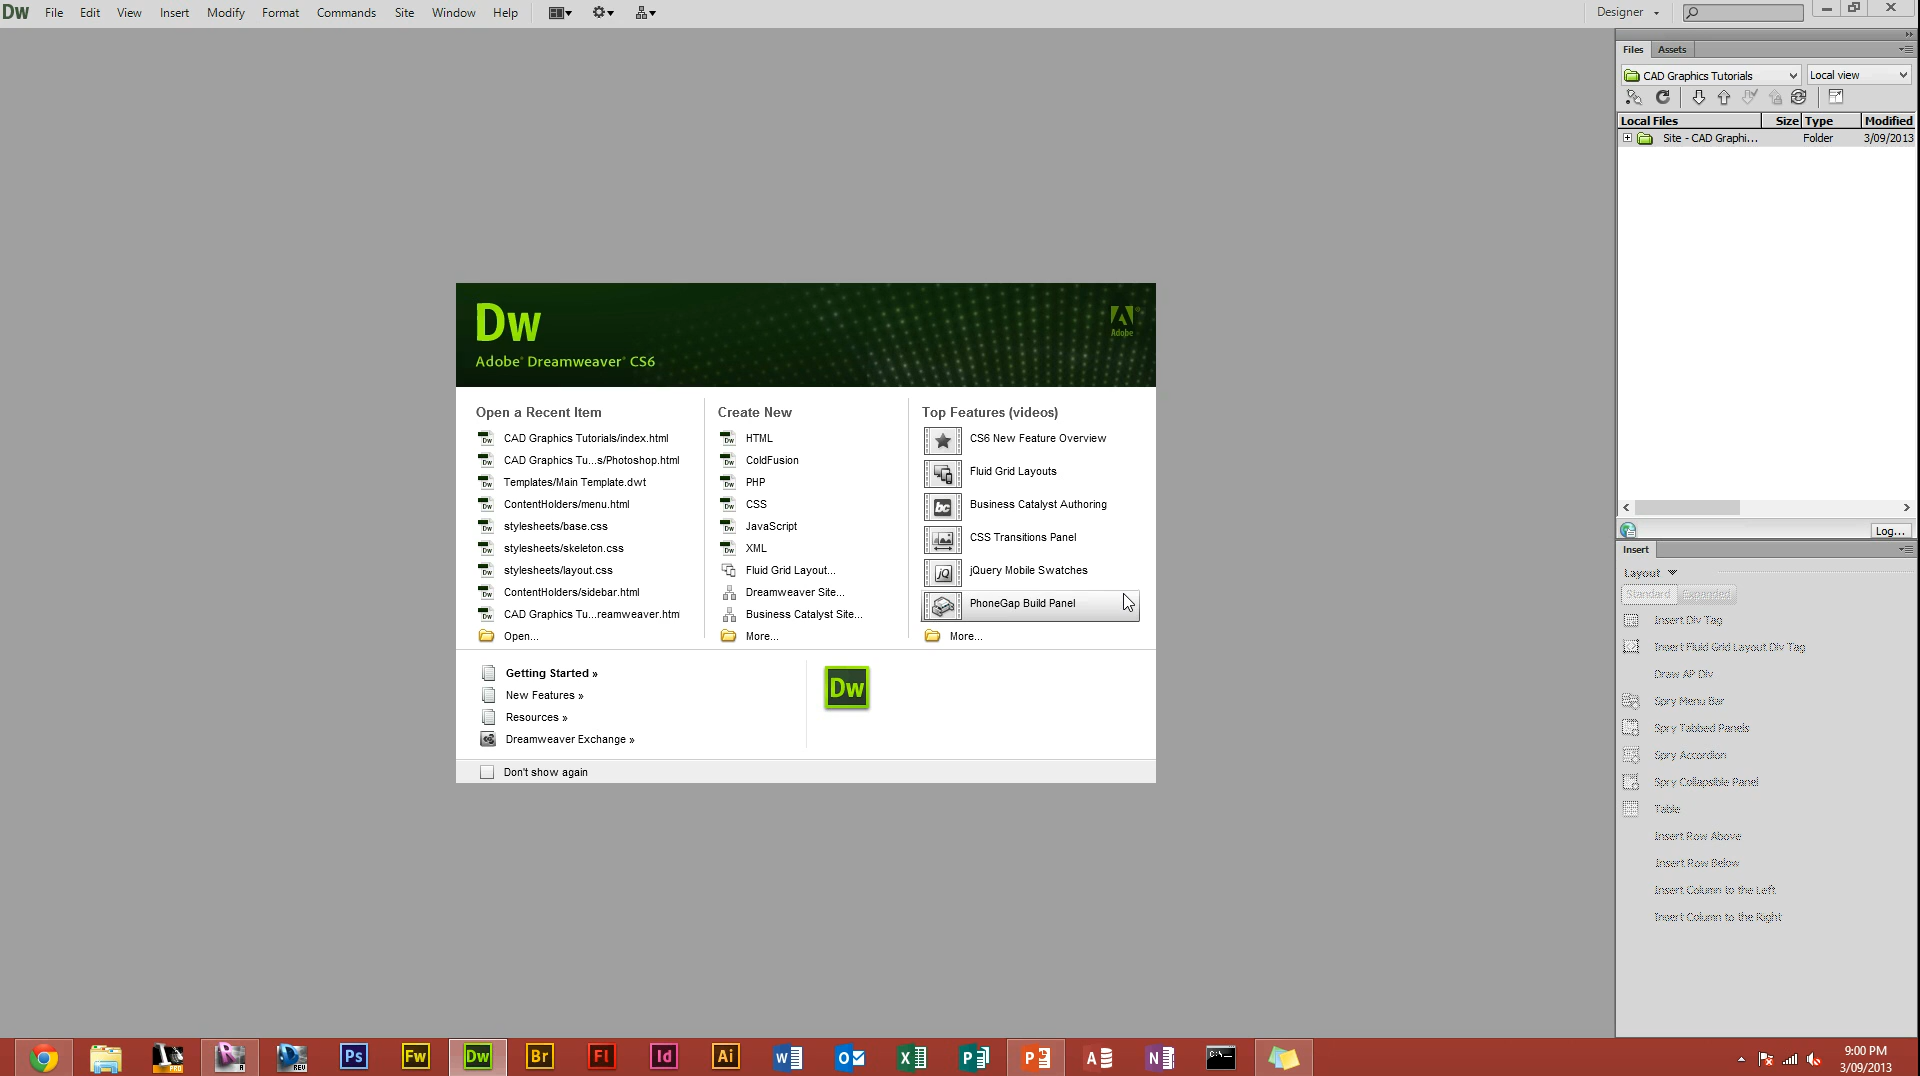 Dw File Edit View Insert Modify Format Commands Site Window Help Designer
Files Assets
CAD Graphics Tutorials Local view
Local Files Size Type Modified
Site - CAD Graphi... Folder 3/09/2013
Log...
Insert
Layout
Standard Expanded
Insert Div Tag
Insert Fluid Grid Layout Div Tag
Draw AP Div
Spry Menu Bar
Spry Tabbed Panels
Spry Accordion
Spry Collapsible Panel
Table
Insert Row Above
Insert Row Below
Insert Column to the Left
Insert Column to the Right
Dw
Adobe® Dreamweaver® CS6
Adobe
Open a Recent Item
CAD Graphics Tutorials/index.html
CAD Graphics Tu...s/Photoshop.html
Templates/Main Template.dwt
ContentHolders/menu.html
stylesheets/base.css
stylesheets/skeleton.css
stylesheets/layout.css
ContentHolders/sidebar.html
CAD Graphics Tu...reamweaver.htm
Open...
Create New
HTML
ColdFusion
PHP
CSS
JavaScript
XML
Fluid Grid Layout...
Dreamweaver Site...
Business Catalyst Site...
More...
Top Features (videos)
CS6 New Feature Overview
Fluid Grid Layouts
bc Business Catalyst Authoring
CSS Transitions Panel
jQ jQuery Mobile Swatches
PhoneGap Build Panel
More...
Getting Started »
New Features »
Resources »
Dreamweaver Exchange »
Dw
Don't show again
Ps Fw Dw Br Fl Id Ai
9:00 PM
3/09/2013